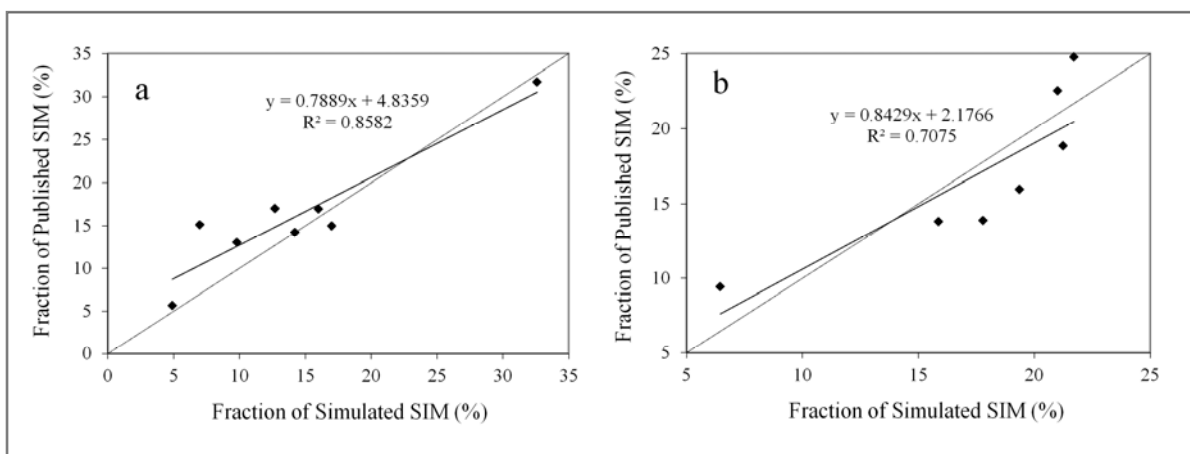 a
y = 0.7889x + 4.8359
R² = 0.8582
Fraction of Published SIM (%)
35
30
25
20
15
10
5
0
0 5 10 15 20 25 30 35
Fraction of Simulated SIM (%)
b
y = 0.8429x + 2.1766
R² = 0.7075
Fraction of Published SIM (%)
25
20
15
10
5
5 10 15 20 25
Fraction of Simulated SIM (%)